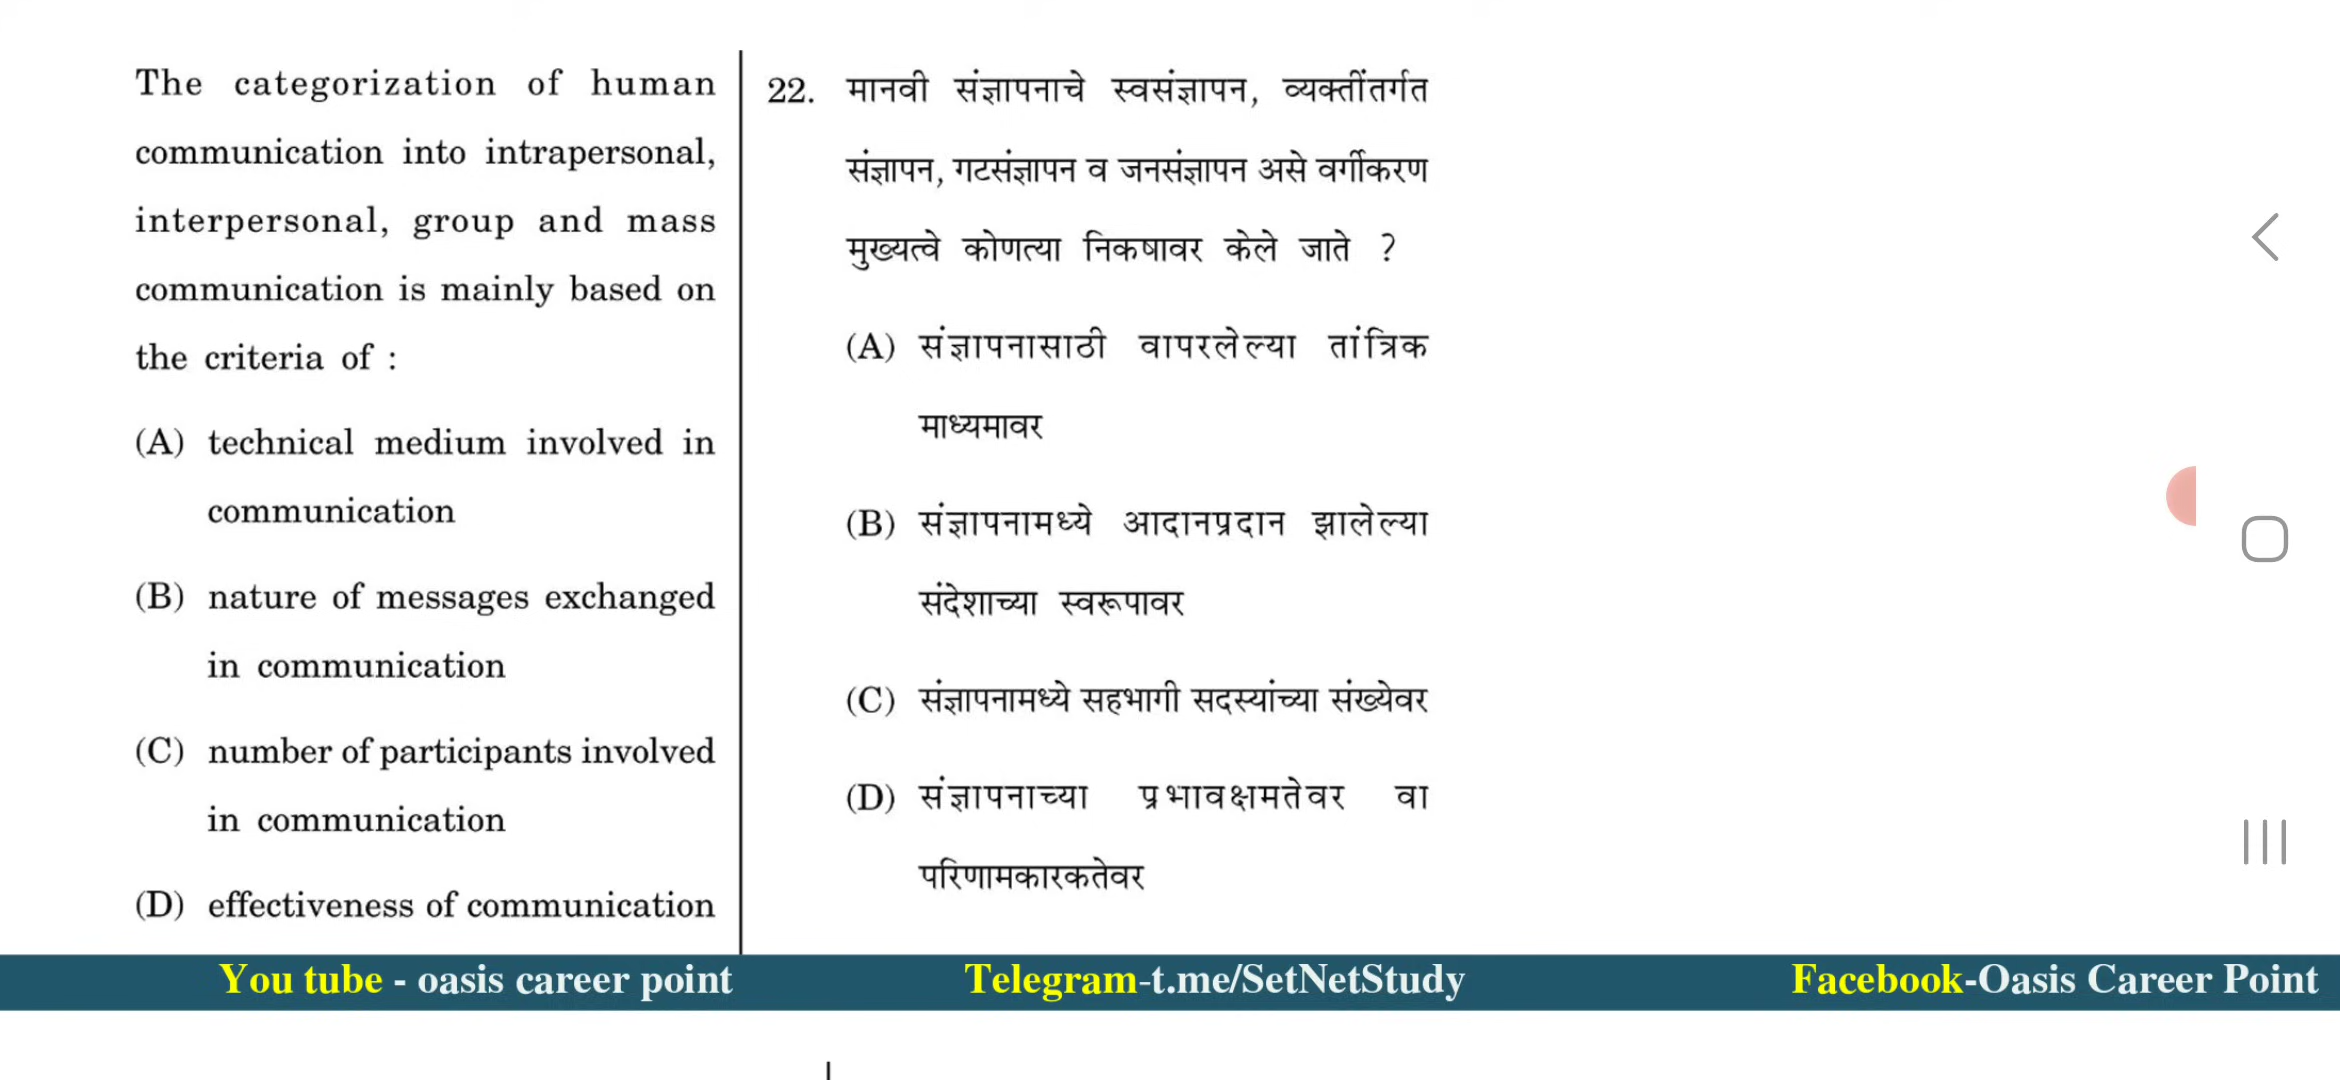 The categorization of human
communication into intrapersonal,
interpersonal, group and mass
communication is mainly based on
the criteria of :
(A) technical medium involved in
communication
(B) nature of messages exchanged
in communication
(C) number of participants involved
in communication
(D) effectiveness of communication
22. मानवी संज्ञापनाचे स्वसंज्ञापन, व्यक्तींतर्गत
संज्ञापन, गटसंज्ञापन व जनसंज्ञापन असे वर्गीकरण
मुख्यत्वे कोणत्या निकषावर केले जाते ?
(A) संज्ञापनासाठी वापरलेल्या तांत्रिक
माध्यमावर
(B) संज्ञापनामध्ये आदानप्रदान झालेल्या
संदेशाच्या स्वरूपावर
(C) संज्ञापनामध्ये सहभागी सदस्यांच्या संख्येवर
(D) संज्ञापनाच्या प्रभावक्षमतेवर वा
परिणामकारकतेवर
You tube - oasis career point
Telegram-t.me/SetNetStudy
Facebook-Oasis Career Point